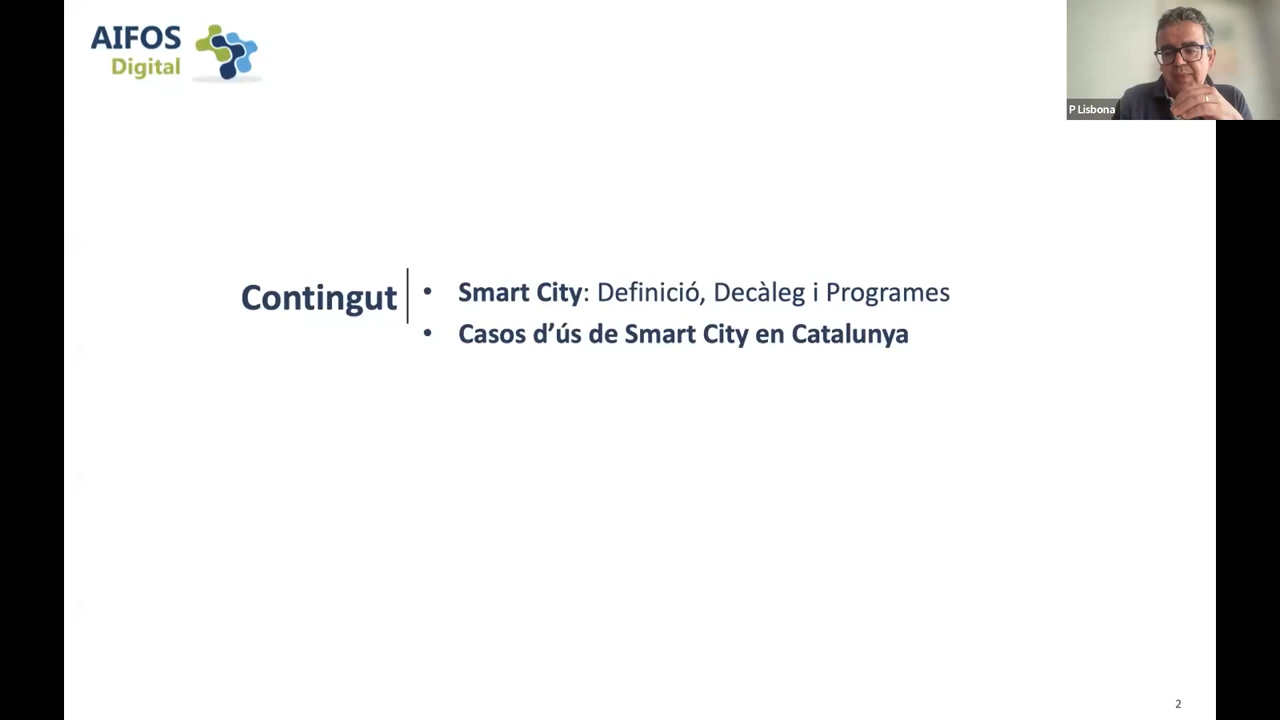 AIFOS
Digital
P Lisbona
Contingut
• Smart City: Definició, Decàleg i Programes
• Casos d’ús de Smart City en Catalunya
2